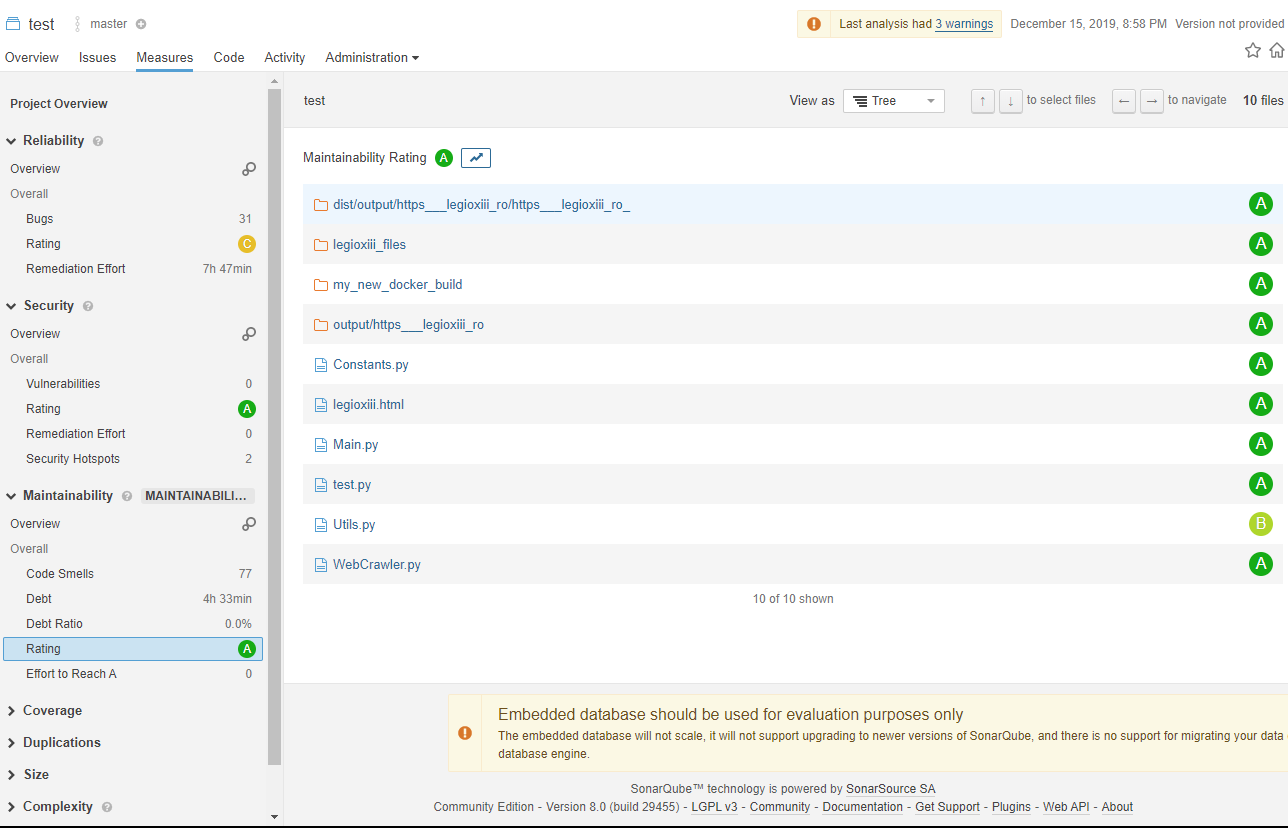 test master Last analysis had 3 warnings December 15, 2019, 8:58 PM Version not provided
Overview Issues Measures Code Activity Administration
Project Overview
Reliability ?
Overview
Overall
Bugs 31
Rating C
Remediation Effort 7h 47min
Security ?
Overview
Overall
Vulnerabilities 0
Rating A
Remediation Effort 0
Security Hotspots 2
Maintainability ? MAINTAINABILI...
Overview
Overall
Code Smells 77
Debt 4h 33min
Debt Ratio 0.0%
Rating A
Effort to Reach A 0
Coverage
Duplications
Size
Complexity ?
test View as Tree ↑ ↓ to select files ← → to navigate 10 files
Maintainability Rating A
dist/output/https___legioxiii_ro/https___legioxiii_ro_ A
legioxiii_files A
my_new_docker_build A
output/https___legioxiii_ro A
Constants.py A
legioxiii.html A
Main.py A
test.py A
Utils.py B
WebCrawler.py A
10 of 10 shown
Embedded database should be used for evaluation purposes only
The embedded database will not scale, it will not support upgrading to newer versions of SonarQube, and there is no support for migrating your data
database engine.
SonarQube™ technology is powered by SonarSource SA
Community Edition - Version 8.0 (build 29455) - LGPL v3 - Community - Documentation - Get Support - Plugins - Web API - About